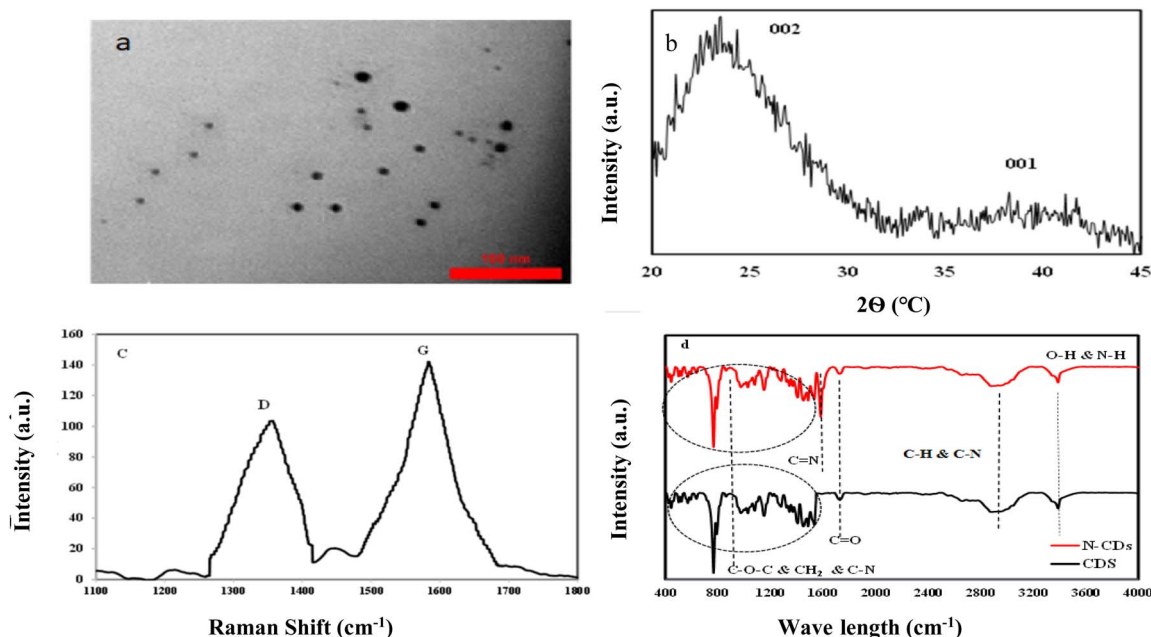 a
b
002
001
Intensity (a.u.)
20 25 30 35 40 45
2Θ (°C)
C
D
G
160
140
120
100
80
60
40
20
0
Intensity (a.u.)
1100 1200 1300 1400 1500 1600 1700 1800
Raman Shift (cm⁻¹)
d
O-H & N-H
C=N
C-H & C-N
C=O
C-O-C & CH₂ & C-N
N-CDs
CDS
Intensity (a.u.)
400 800 1200 1600 2000 2400 2800 3200 3600 4000
Wave length (cm⁻¹)